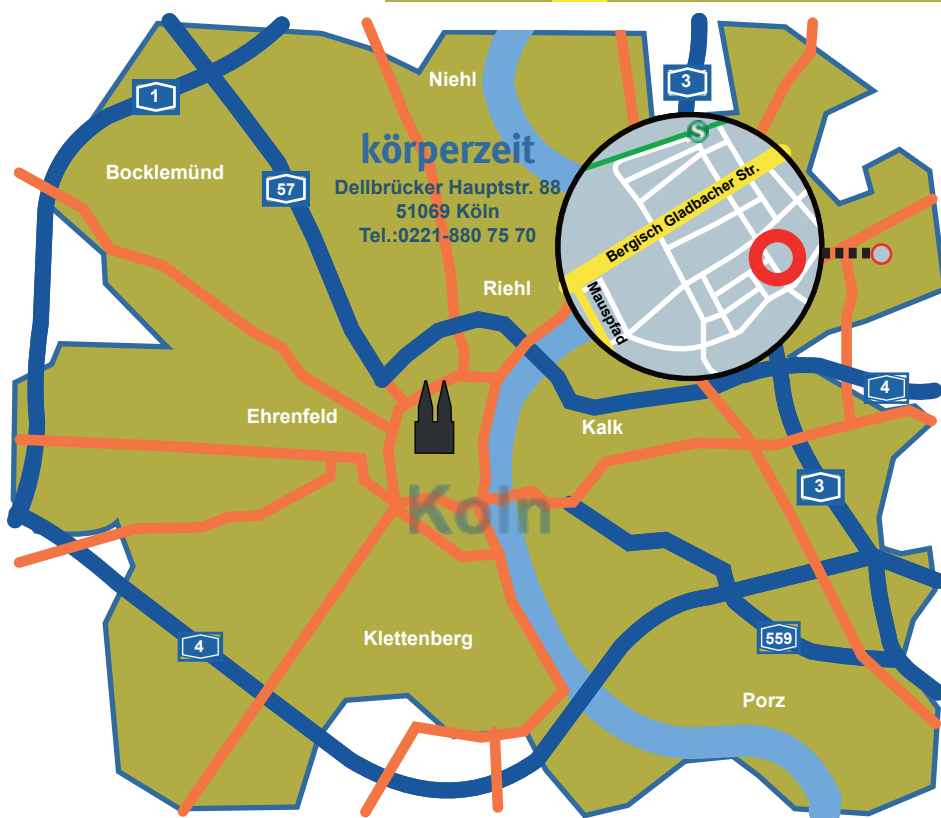 3
1
Niehl
körperzeit
Dellbrücker Hauptstr. 88
51069 Köln
Tel.:0221-880 75 70
S
Bocklemünd
57
Bergisch Gladbacher Str.
Mauspfad
Riehl
4
Ehrenfeld
Kalk
3
Koln
Klettenberg
4
559
Porz